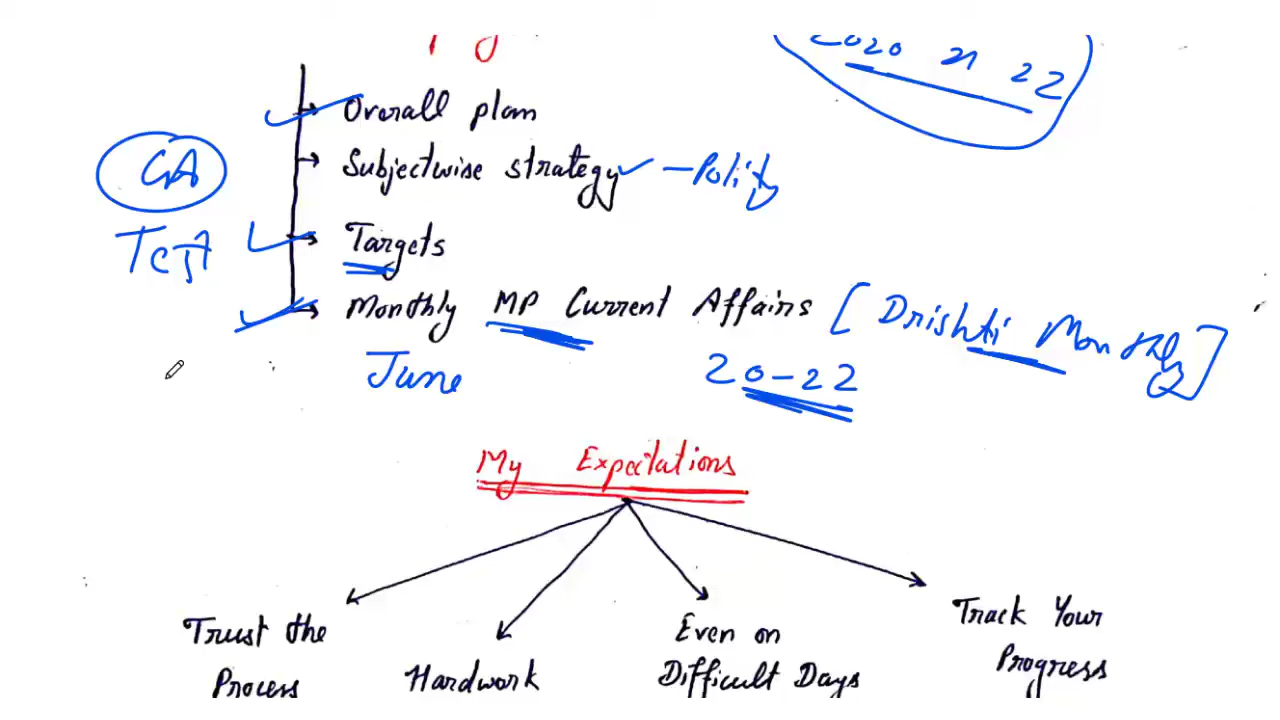 2020 21 22
Overall plan
CA
Subjectwise strategy - Polity
Test
Targets
Monthly MP Current Affairs [Drishti Monthly]
June 20-22
My Expectations
Trust the
Process
Hardwork
Even on
Difficult Days
Track Your
Progress